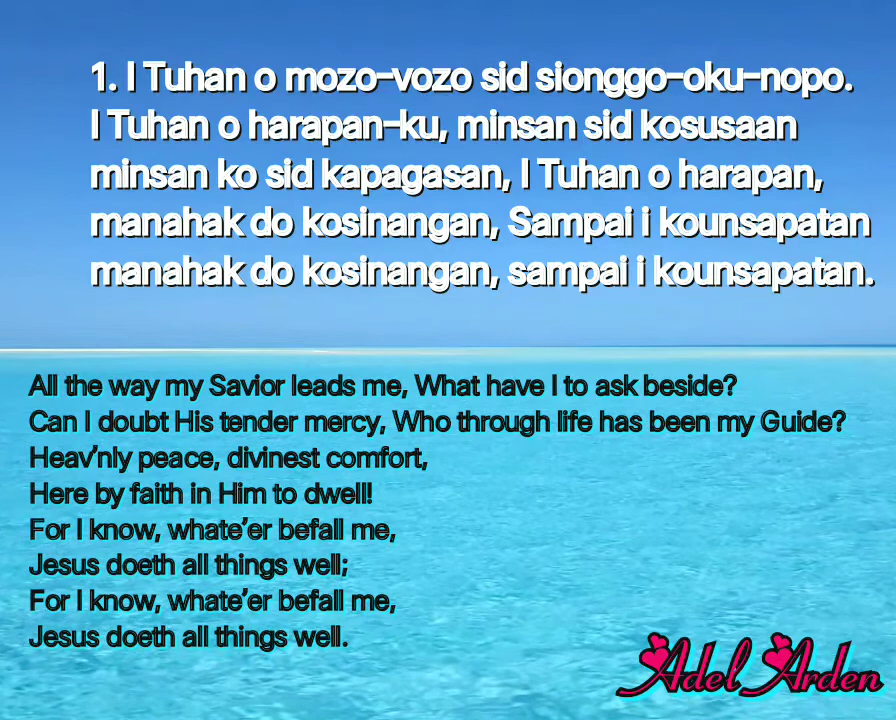 1. I Tuhan o mozo-vozo sid sionggo-oku-nopo.
I Tuhan o harapan-ku, minsan sid kosusaan
minsan ko sid kapagasan, I Tuhan o harapan,
manahak do kosinangan, Sampai i kounsapatan
manahak do kosinangan, sampai i kounsapatan.
All the way my Savior leads me, What have I to ask beside?
Can I doubt His tender mercy, Who through life has been my Guide?
Heav’nly peace, divinest comfort,
Here by faith in Him to dwell!
For I know, whate’er befall me,
Jesus doeth all things well;
For I know, whate’er befall me,
Jesus doeth all things well.
Adel Arden